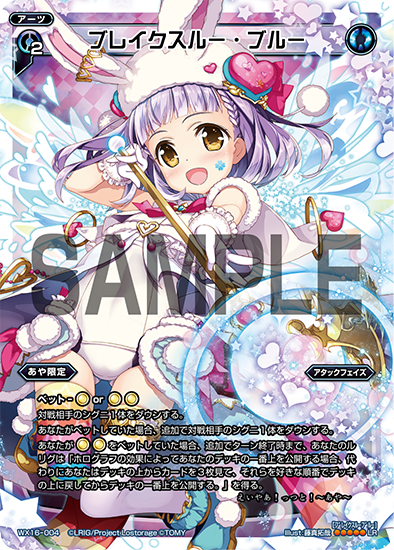 アーツ
ブレイクスルー・ブルー
2
SAMPLE
あや限定
アタックフェイズ
ベット－ or
対戦相手のシグニ１体をダウンする。
あなたがベットしていた場合、追加で対戦相手のシグニ１体をダウンする。
あなたが をベットしていた場合、追加でターン終了時まで、あなたのル
リグは「ホログラフの効果によってあなたのデッキの一番上を公開する場合、代
わりにあなたはデッキの上からカードを３枚見て、それらを好きな順番でデッキ
の上に戻してからデッキの一番上を公開する。」を得る。
えいやぁ！っつと！～あや～
WX16-004 ©LRIG/Project Lostorage ©TOMY
Illust.藤真拓哉
LR